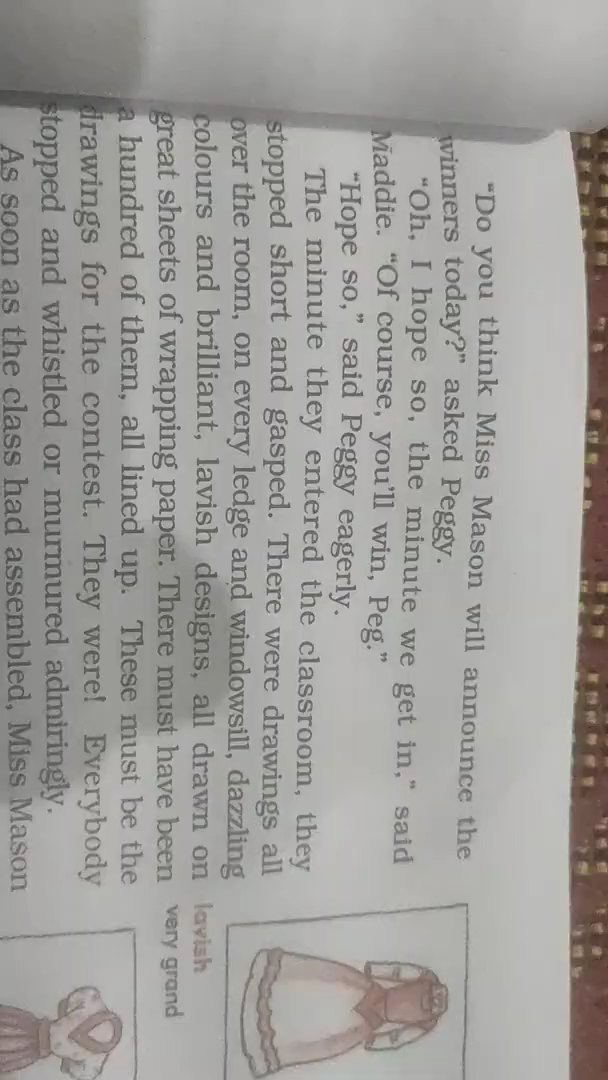 “Do you think Miss Mason will announce the
winners today?” asked Peggy.
“Oh, I hope so, the minute we get in,” said
Maddie. “Of course, you’ll win, Peg.”
“Hope so,” said Peggy eagerly.
The minute they entered the classroom, they
stopped short and gasped. There were drawings all
over the room, on every ledge and windowsill, dazzling
colours and brilliant, lavish designs, all drawn on
great sheets of wrapping paper. There must have been
a hundred of them, all lined up. These must be the
drawings for the contest. They were! Everybody
stopped and whistled or murmured admiringly.
As soon as the class had assembled, Miss Mason
lavish
very grand